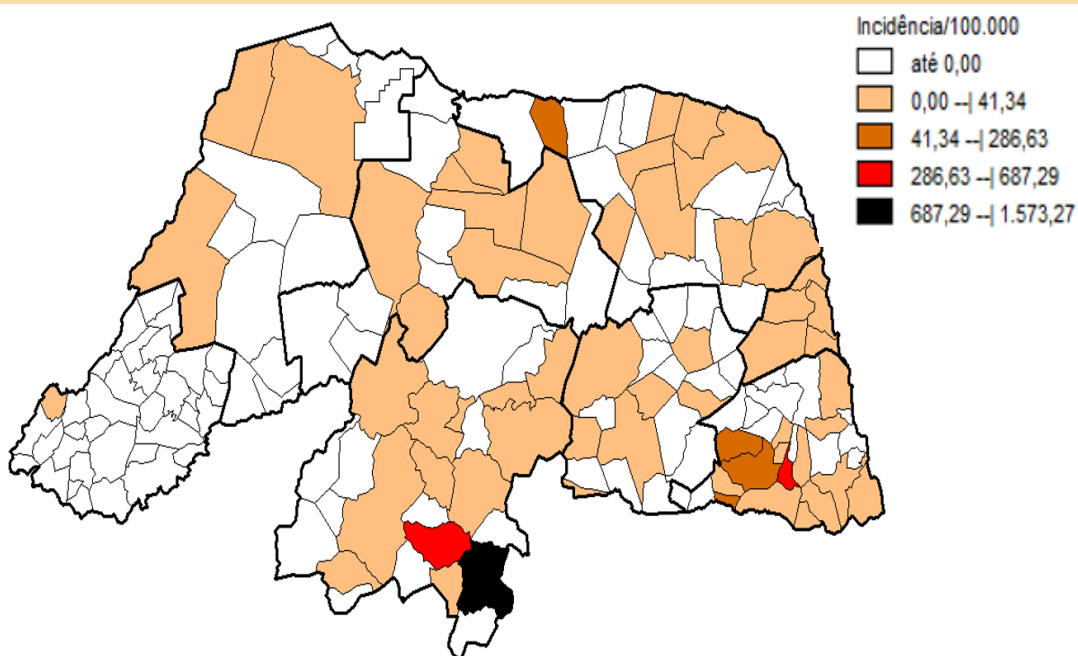 Incidência/100.000
até 0,00
0,00 --| 41,34
41,34 --| 286,63
286,63 --| 687,29
687,29 --| 1.573,27